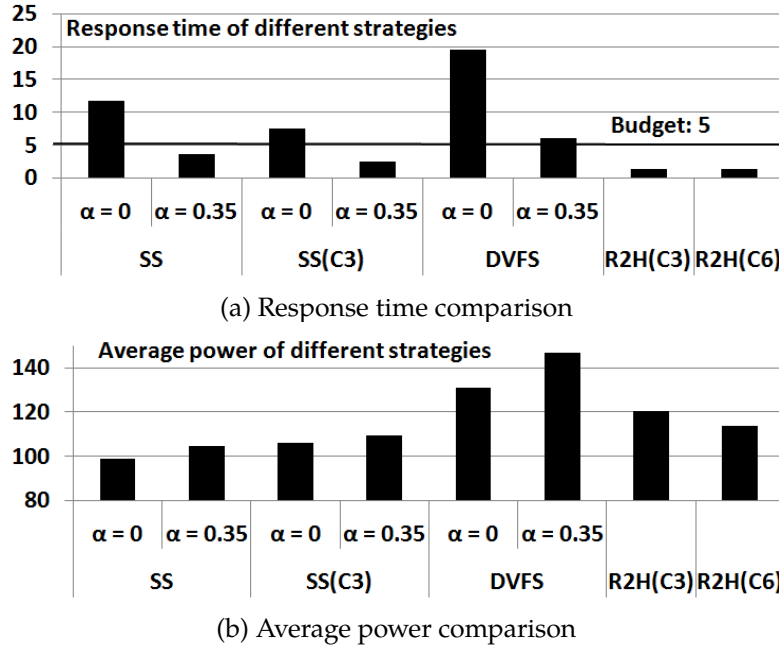 25
Response time of different strategies
20
15
10
Budget: 5
5
0
α = 0 α = 0.35 α = 0 α = 0.35 α = 0 α = 0.35
SS SS(C3) DVFS R2H(C3) R2H(C6)
(a) Response time comparison
Average power of different strategies
140
120
100
80
α = 0 α = 0.35 α = 0 α = 0.35 α = 0 α = 0.35
SS SS(C3) DVFS R2H(C3) R2H(C6)
(b) Average power comparison